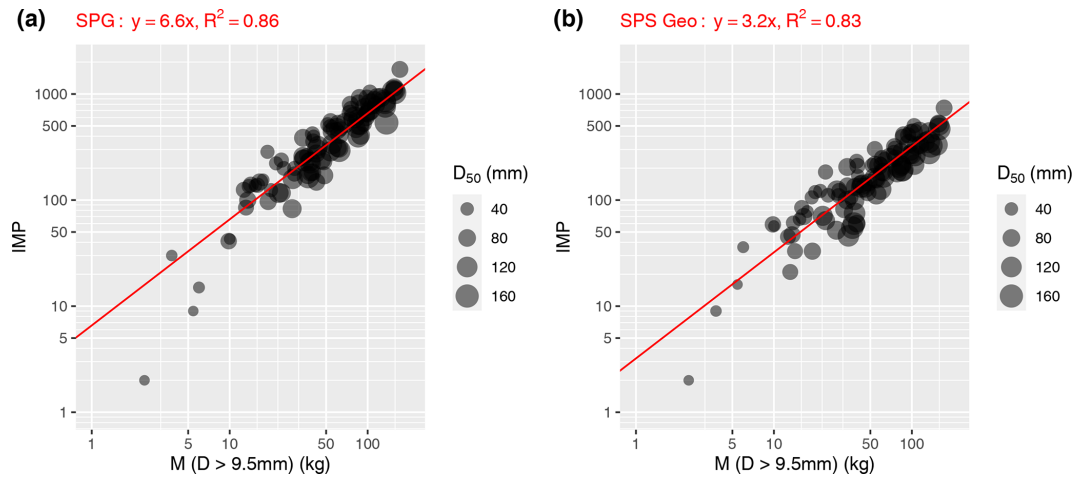 (a) SPG : y = 6.6x, R² = 0.86
IMP
1000
500
100
50
10
5
1
1 5 10 50 100
M (D > 9.5mm) (kg)
D₅₀ (mm)
40
80
120
160
(b) SPS Geo : y = 3.2x, R² = 0.83
IMP
1000
500
100
50
10
5
1
1 5 10 50 100
M (D > 9.5mm) (kg)
D₅₀ (mm)
40
80
120
160